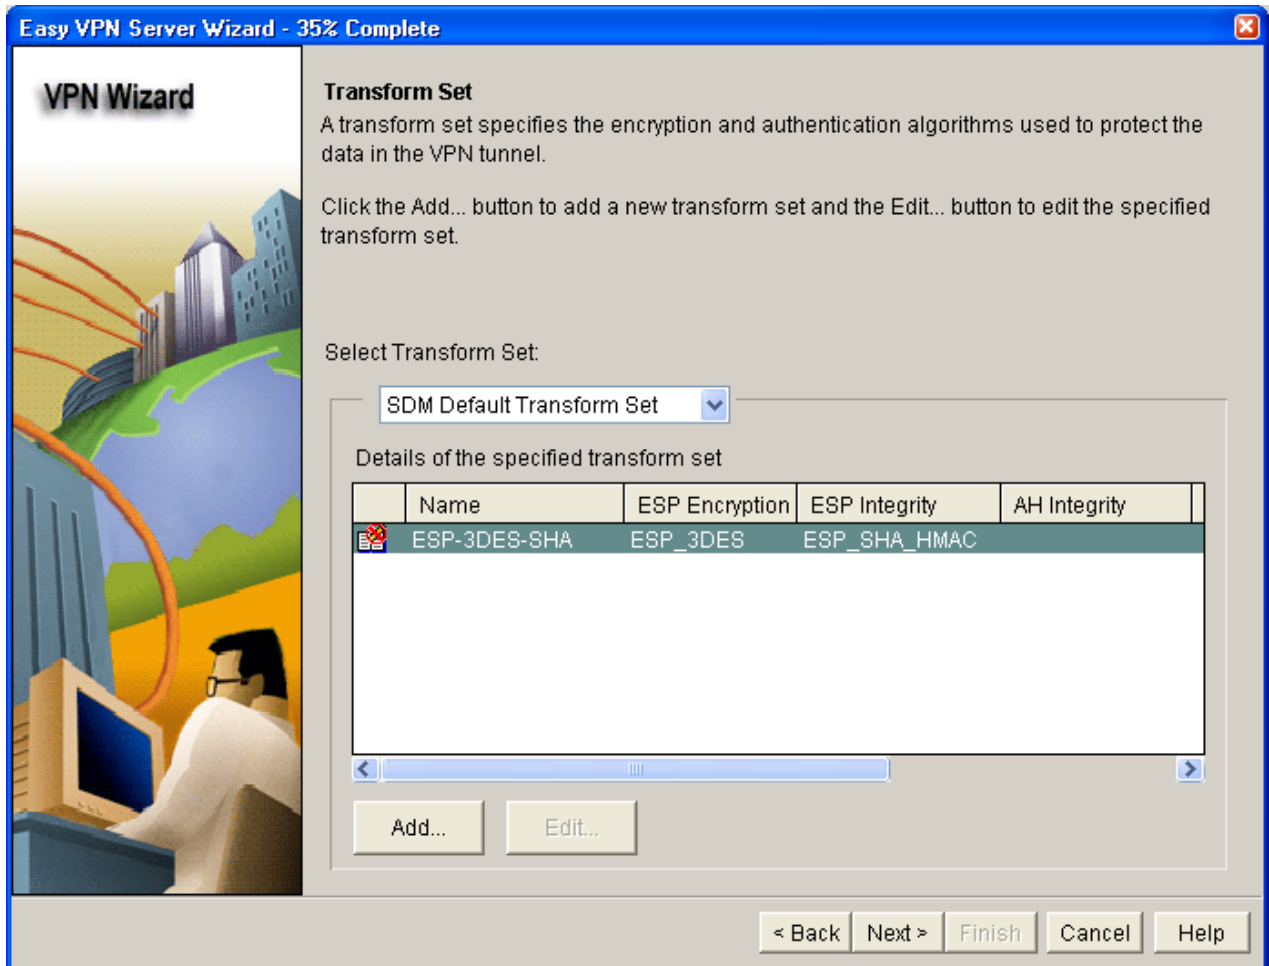 Easy VPN Server Wizard - 35% Complete
VPN Wizard
Transform Set
A transform set specifies the encryption and authentication algorithms used to protect the
data in the VPN tunnel.
Click the Add... button to add a new transform set and the Edit... button to edit the specified
transform set.
Select Transform Set:
SDM Default Transform Set
Details of the specified transform set
Name ESP Encryption ESP Integrity AH Integrity
ESP-3DES-SHA ESP_3DES ESP_SHA_HMAC
Add... Edit...
< Back Next > Finish Cancel Help